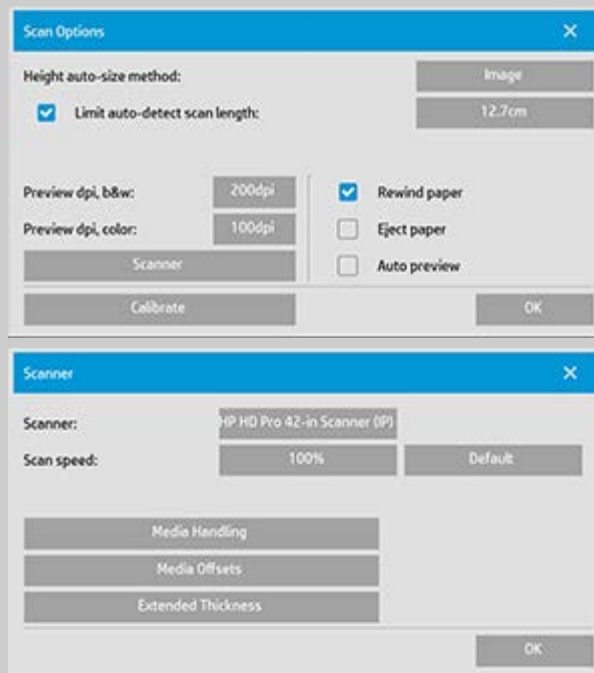 Scan Options
Height auto-size method: Image
Limit auto-detect scan length: 12.7cm
Preview dpi, b&w: 200dpi Rewind paper
Preview dpi, color: 100dpi Eject paper
Scanner Auto preview
Calibrate OK
Scanner
Scanner: HP HD Pro 42-in Scanner (IP)
Scan speed: 100% Default
Media Handling
Media Offsets
Extended Thickness
OK